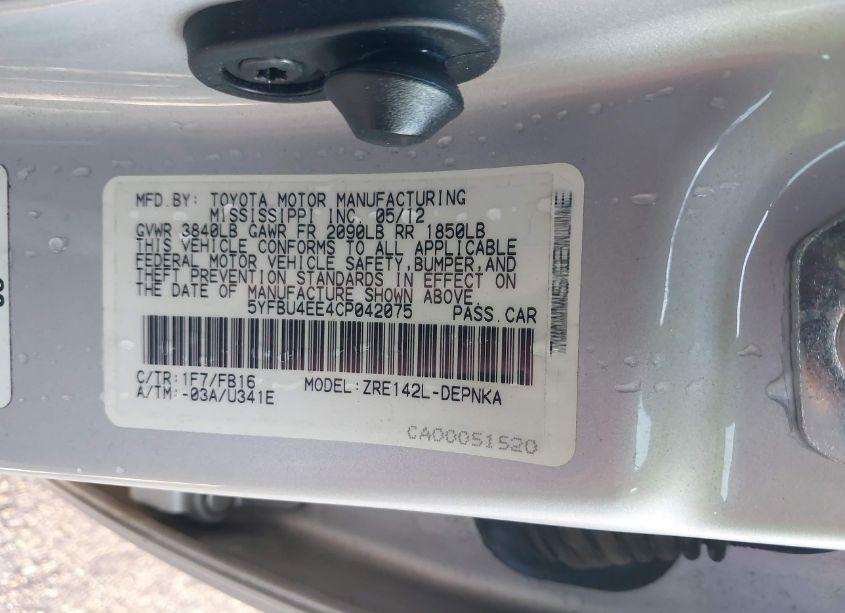 MFD.BY: TOYOTA MOTOR MANUFACTURING
MISSISSIPPI INC. 05/12
GVWR 3840LB GAWR FR 2090LB RR 1850LB
THIS VEHICLE CONFORMS TO ALL APPLICABLE
FEDERAL MOTOR VEHICLE SAFETY,BUMPER,AND
THEFT PREVENTION STANDARDS IN EFFECT ON
THE DATE OF MANUFACTURE SHOWN ABOVE.
5YFBU4EE4CP042075 PASS.CAR
C/TR:1F7/FB16 MODEL:ZRE142L-DEPNKA
A/TM:-03A/U341E
CA00051520